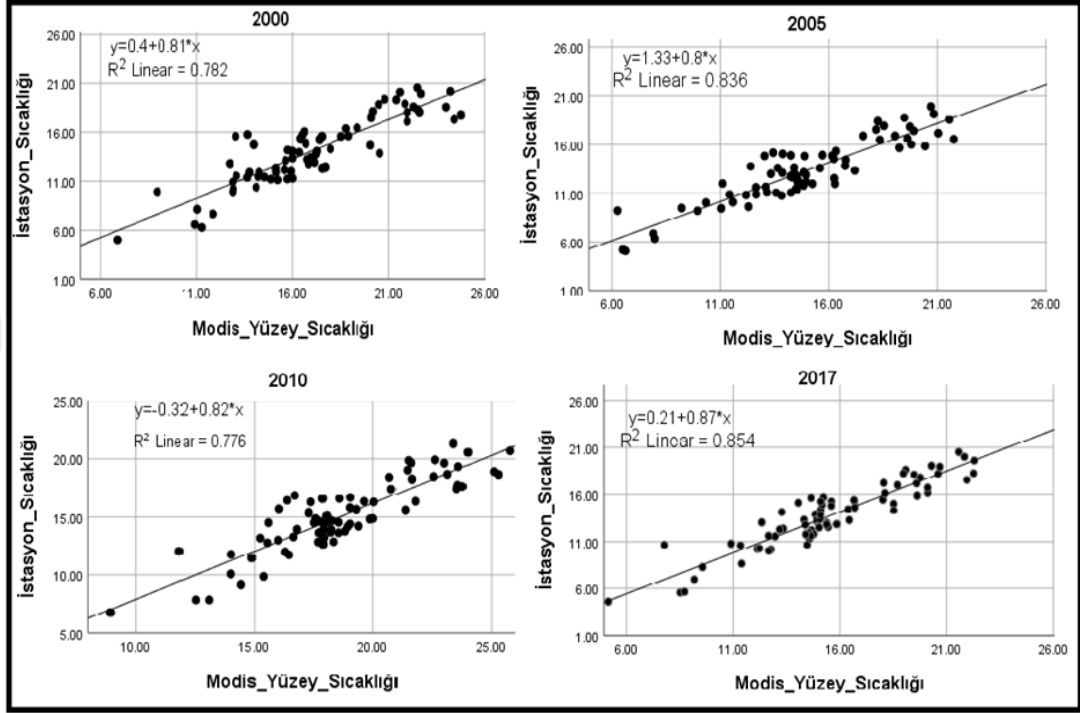 2000
y=0.4+0.81*x
R² Linear = 0.782
İstasyon_Sıcaklığı
26.00
21.00
16.00
11.00
6.00
1.00
6.00 11.00 16.00 21.00 26.00
Modis_Yüzey_Sıcaklığı
2005
y=1.33+0.8*x
R² Linear = 0.836
İstasyon_Sıcaklığı
26.00
21.00
16.00
11.00
6.00
1.00
6.00 11.00 16.00 21.00 26.00
Modis_Yüzey_Sıcaklığı
2010
y=-0.32+0.82*x
R² Linear = 0.776
İstasyon_Sıcaklığı
25.00
20.00
15.00
10.00
5.00
10.00 15.00 20.00 25.00
Modis_Yüzey_Sıcaklığı
2017
y=0.21+0.87*x
R² Linear = 0.854
İstasyon_Sıcaklığı
26.00
21.00
16.00
11.00
6.00
1.00
6.00 11.00 16.00 21.00 26.00
Modis_Yüzey_Sıcaklığı